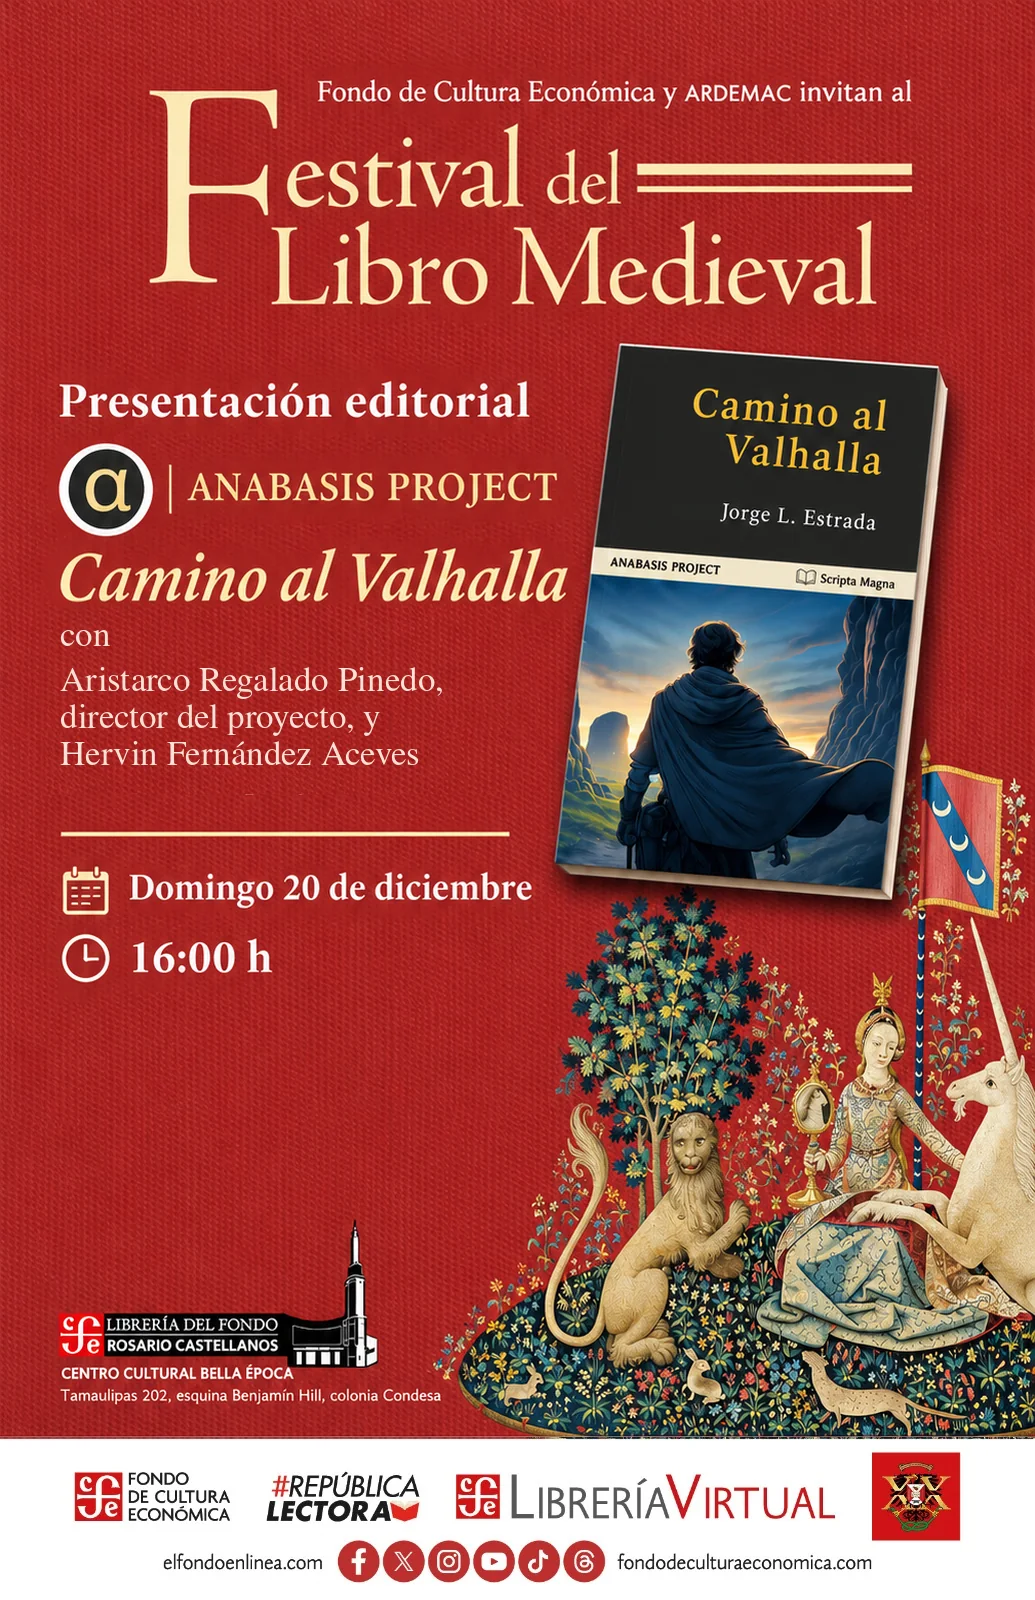 Fondo de Cultura Económica y ARDEMAC invitan al
Festival del
Libro Medieval
Presentación editorial
α | ANABASIS PROJECT
Camino al Valhalla
con
Aristarco Regalado Pinedo,
director del proyecto, y
Hervin Fernández Aceves
Domingo 20 de diciembre
16:00 h
Camino al
Valhalla
Jorge L. Estrada
ANABASIS PROJECT
Scripta Magna
cfe LIBRERÍA DEL FONDO
ROSARIO CASTELLANOS
CENTRO CULTURAL BELLA ÉPOCA
Tamaulipas 202, esquina Benjamín Hill, colonia Condesa
cfe FONDO
DE CULTURA
ECONÓMICA
#REPÚBLICA
LECTORA
cfe LIBRERÍAVIRTUAL
elfondoenlinea.com
fondodeculturaeconomica.com